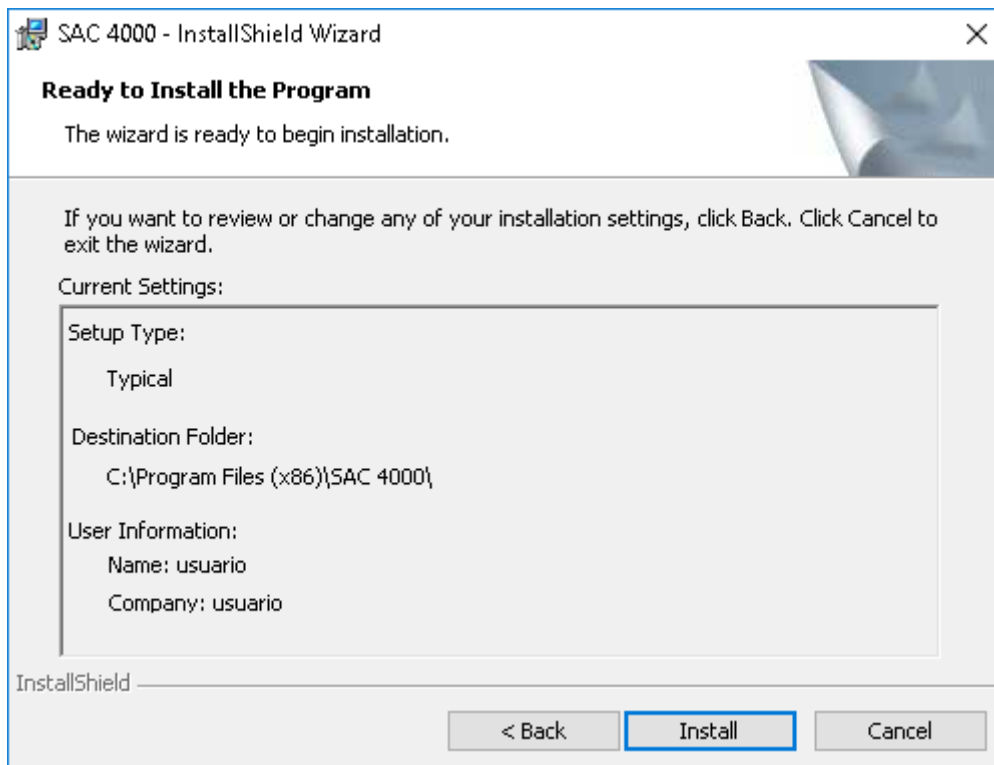 SAC 4000 - InstallShield Wizard
Ready to Install the Program
The wizard is ready to begin installation.
If you want to review or change any of your installation settings, click Back. Click Cancel to
exit the wizard.
Current Settings:
Setup Type:
Typical
Destination Folder:
C:\Program Files (x86)\SAC 4000\
User Information:
Name: usuario
Company: usuario
InstallShield
< Back
Install
Cancel